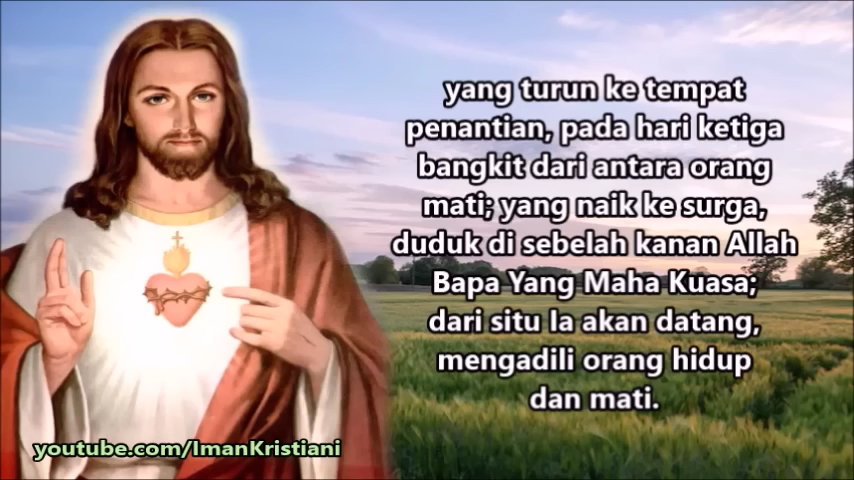 yang turun ke tempat
penantian, pada hari ketiga
bangkit dari antara orang
mati; yang naik ke surga,
duduk di sebelah kanan Allah
Bapa Yang Maha Kuasa;
dari situ Ia akan datang,
mengadili orang hidup
dan mati.
youtube.com/ImanKristiani